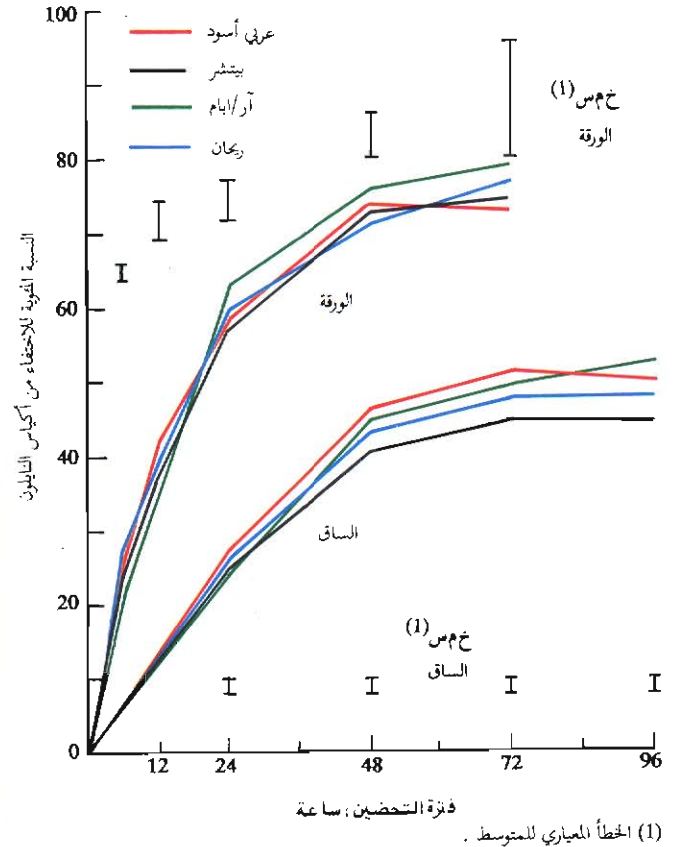 100
80
60
40
20
0
عربي أسود
بيتشر
آر/ايام
ريحان
خ م س (1)
الورقة
النسبة المئوية للاختفاء من أكياس النايلون
الورقة
الساق
خ م س (1)
الساق
12 24 48 72 96
فترة التحضين، ساعة
(1) الخطأ المعياري للمتوسط .